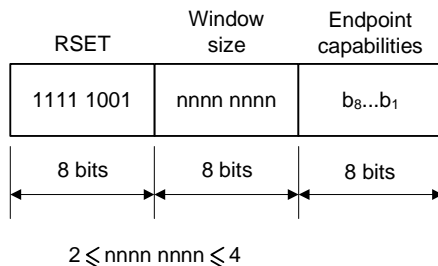 RSET
Window
size
Endpoint
capabilities
1111 1001
nnnn nnnn
b₈...b₁
8 bits
8 bits
8 bits
2 ⩽ nnnn nnnn ⩽ 4